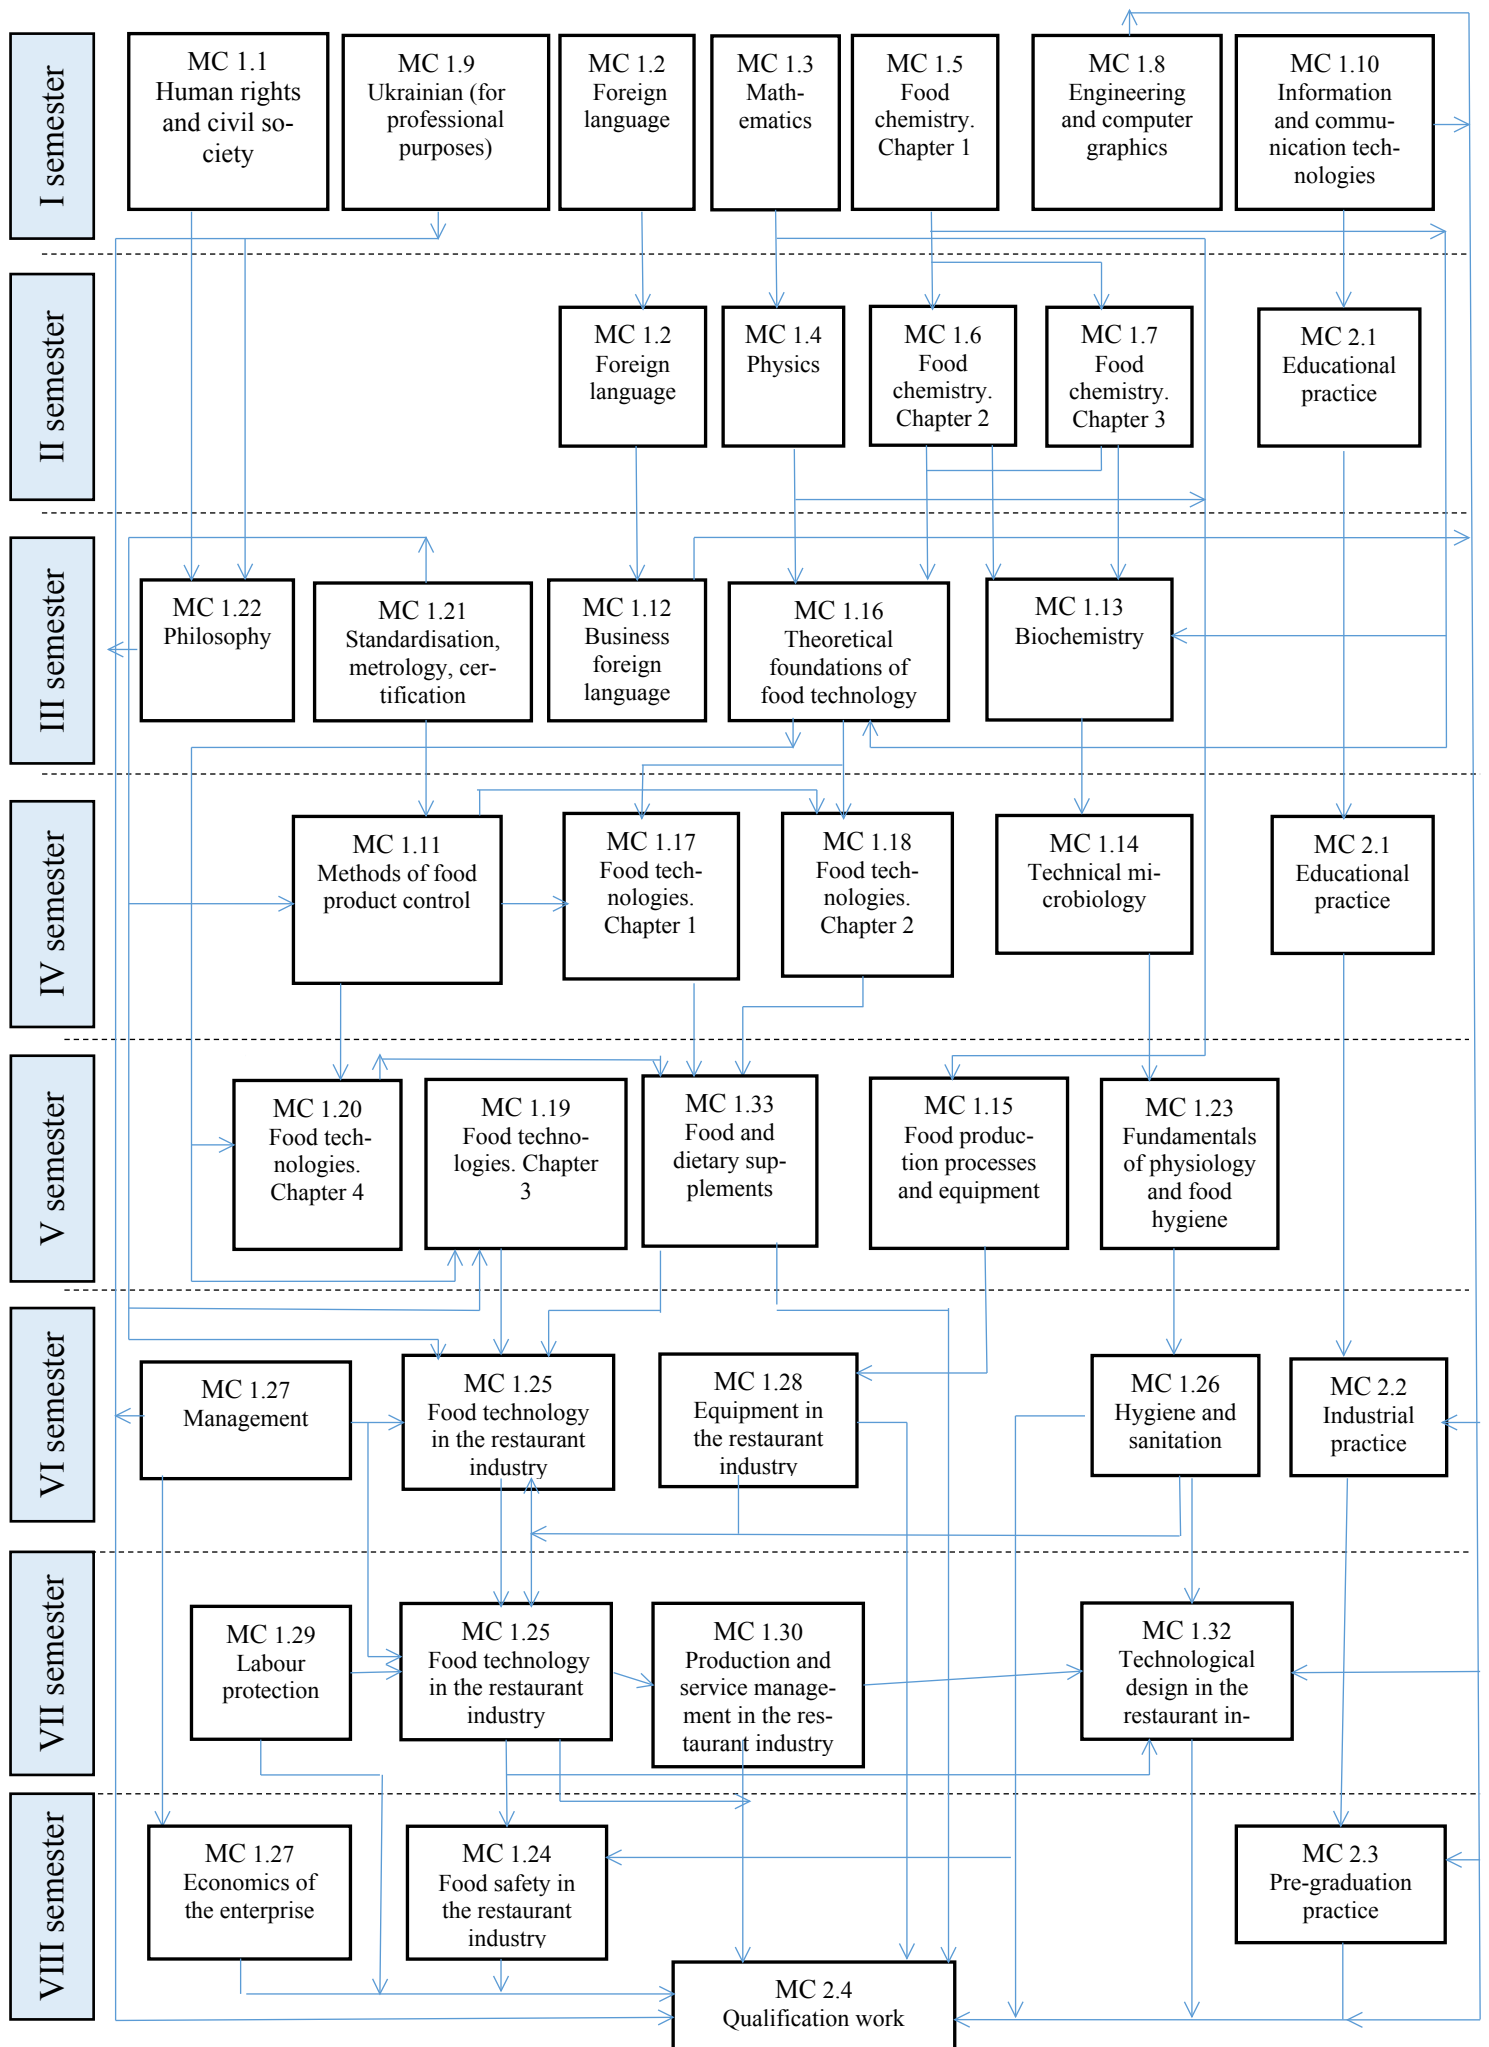 I semester
MC 1.1
Human rights
and civil so-
ciety
MC 1.9
Ukrainian (for
professional
purposes)
MC 1.2
Foreign
language
MC 1.3
Math-
ematics
MC 1.5
Food
chemistry.
Chapter 1
MC 1.8
Engineering
and computer
graphics
MC 1.10
Information
and commu-
nication tech-
nologies
II semester
MC 1.2
Foreign
language
MC 1.4
Physics
MC 1.6
Food
chemistry.
Chapter 2
MC 1.7
Food
chemistry.
Chapter 3
MC 2.1
Educational
practice
III semester
MC 1.22
Philosophy
MC 1.21
Standardisation,
metrology, cer-
tification
MC 1.12
Business
foreign
language
MC 1.16
Theoretical
foundations of
food technology
MC 1.13
Biochemistry
IV semester
MC 1.11
Methods of food
product control
MC 1.17
Food tech-
nologies.
Chapter 1
MC 1.18
Food tech-
nologies.
Chapter 2
MC 1.14
Technical mi-
crobiology
MC 2.1
Educational
practice
V semester
MC 1.20
Food tech-
nologies.
Chapter 4
MC 1.19
Food techno-
logies. Chapter
3
MC 1.33
Food and
dietary sup-
plements
MC 1.15
Food produc-
tion processes
and equipment
MC 1.23
Fundamentals
of physiology
and food
hygiene
VI semester
MC 1.27
Management
MC 1.25
Food technology
in the restaurant
industry
MC 1.28
Equipment in
the restaurant
industry
MC 1.26
Hygiene and
sanitation
MC 2.2
Industrial
practice
VII semester
MC 1.29
Labour
protection
MC 1.25
Food technology
in the restaurant
industry
MC 1.30
Production and
service manage-
ment in the res-
taurant industry
MC 1.32
Technological
design in the
restaurant in-
VIII semester
MC 1.27
Economics of
the enterprise
MC 1.24
Food safety in
the restaurant
industry
MC 2.3
Pre-graduation
practice
MC 2.4
Qualification work